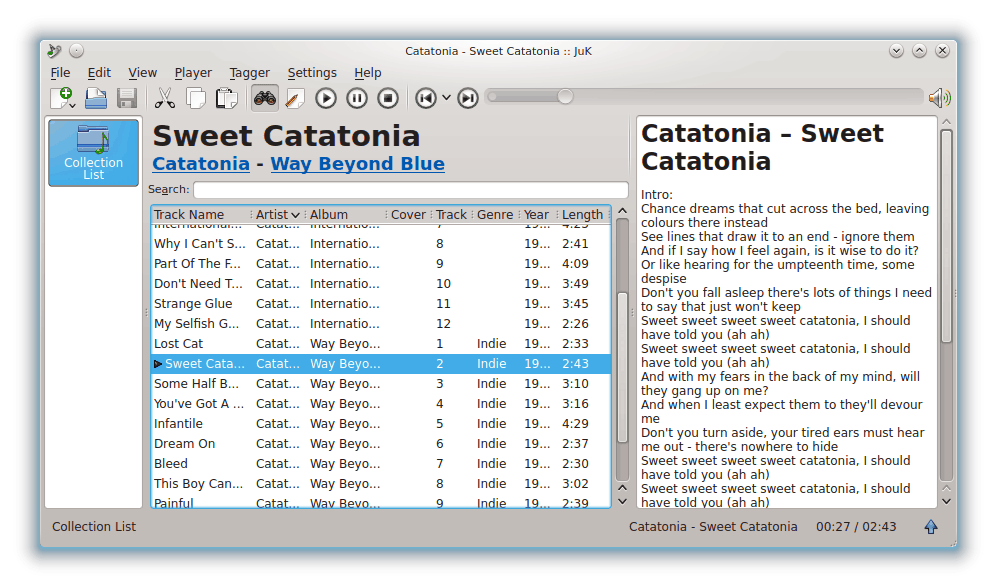 Catatonia - Sweet Catatonia :: JuK
File Edit View Player Tagger Settings Help
Collection List
Sweet Catatonia
Catatonia - Way Beyond Blue
Search:
Track Name Artist Album Cover Track Genre Year Length
Why I Can't S... Catat... Internatio... 8 19... 2:41
Part Of The F... Catat... Internatio... 9 19... 4:09
Don't Need T... Catat... Internatio... 10 19... 3:49
Strange Glue Catat... Internatio... 11 19... 3:45
My Selfish G... Catat... Internatio... 12 19... 2:26
Lost Cat Catat... Way Beyo... 1 Indie 19... 2:33
Sweet Cata... Catat... Way Beyo... 2 Indie 19... 2:43
Some Half B... Catat... Way Beyo... 3 Indie 19... 3:10
You've Got A ... Catat... Way Beyo... 4 Indie 19... 3:16
Infantile Catat... Way Beyo... 5 Indie 19... 4:29
Dream On Catat... Way Beyo... 6 Indie 19... 2:37
Bleed Catat... Way Beyo... 7 Indie 19... 2:30
This Boy Can... Catat... Way Beyo... 8 Indie 19... 3:02
Painful Catat... Way Beyo... 9 Indie 19... 2:39
Catatonia – Sweet
Catatonia
Intro:
Chance dreams that cut across the bed, leaving
colours there instead
See lines that draw it to an end - ignore them
And if I say how I feel again, is it wise to do it?
Or like hearing for the umpteenth time, some
despise
Don't you fall asleep there's lots of things I need
to say that just won't keep
Sweet sweet sweet sweet catatonia, I should
have told you (ah ah)
Sweet sweet sweet sweet catatonia, I should
have told you (ah ah)
And with my fears in the back of my mind, will
they gang up on me?
And when I least expect them to they'll devour
me
Don't you turn aside, your tired ears must hear
me out - there's nowhere to hide
Sweet sweet sweet sweet catatonia, I should
have told you (ah ah)
Sweet sweet sweet sweet catatonia, I should
have told you (ah ah)
Collection List
Catatonia - Sweet Catatonia 00:27 / 02:43